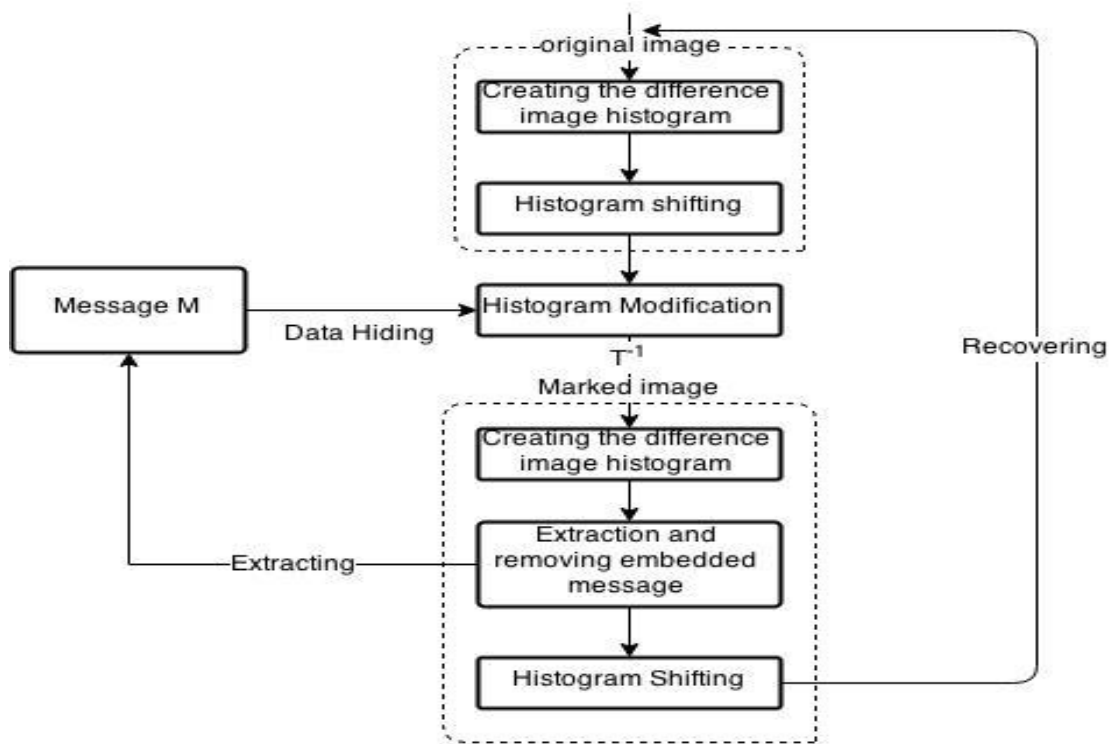 original image
Creating the difference
image histogram
Histogram shifting
Message M
Data Hiding
Histogram Modification
T⁻¹
Recovering
Marked image
Creating the difference
image histogram
Extraction and
removing embedded
message
Extracting
Histogram Shifting